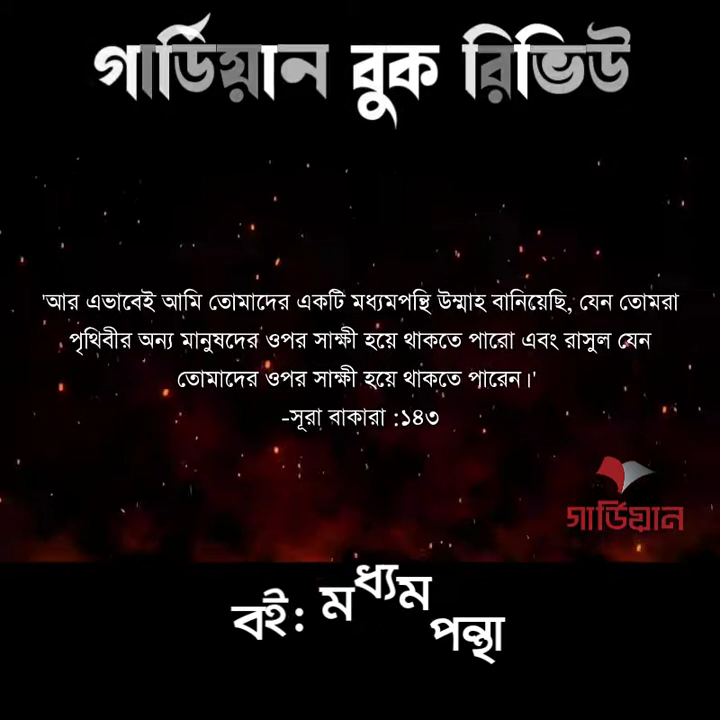 গার্ডিয়ান বুক রিভিউ
'আর এভাবেই আমি তোমাদের একটি মধ্যমপন্থি উম্মাহ বানিয়েছি, যেন তোমরা
পৃথিবীর অন্য মানুষদের ওপর সাক্ষী হয়ে থাকতে পারো এবং রাসুল যেন
তোমাদের ওপর সাক্ষী হয়ে থাকতে পারেন।'
-সূরা বাকারা :১৪৩
গার্ডিয়ান
বই: মধ্যম
পন্থা